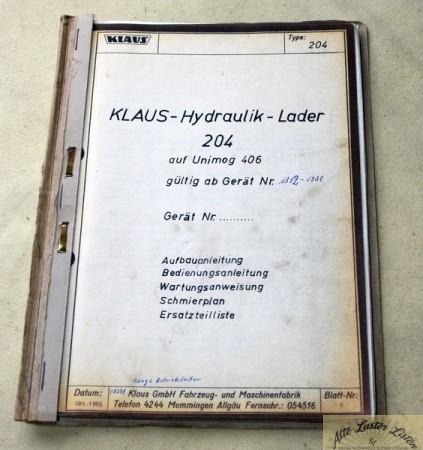 KLAUS
Type:
204
KLAUS-Hydraulik-Lader
204
auf Unimog 406
gültig ab Gerät Nr.
Gerät Nr. ..........
Aufbauanleitung
Bedienungsanleitung
Wartungsanweisung
Schmierplan
Ersatzteilliste
Datum:
Klaus GmbH Fahrzeug- und Maschinenfabrik
Blatt-Nr.
1965
Telefon 4244 Memmingen Allgäu Fernschr.: 054516
Alte Laster Listen